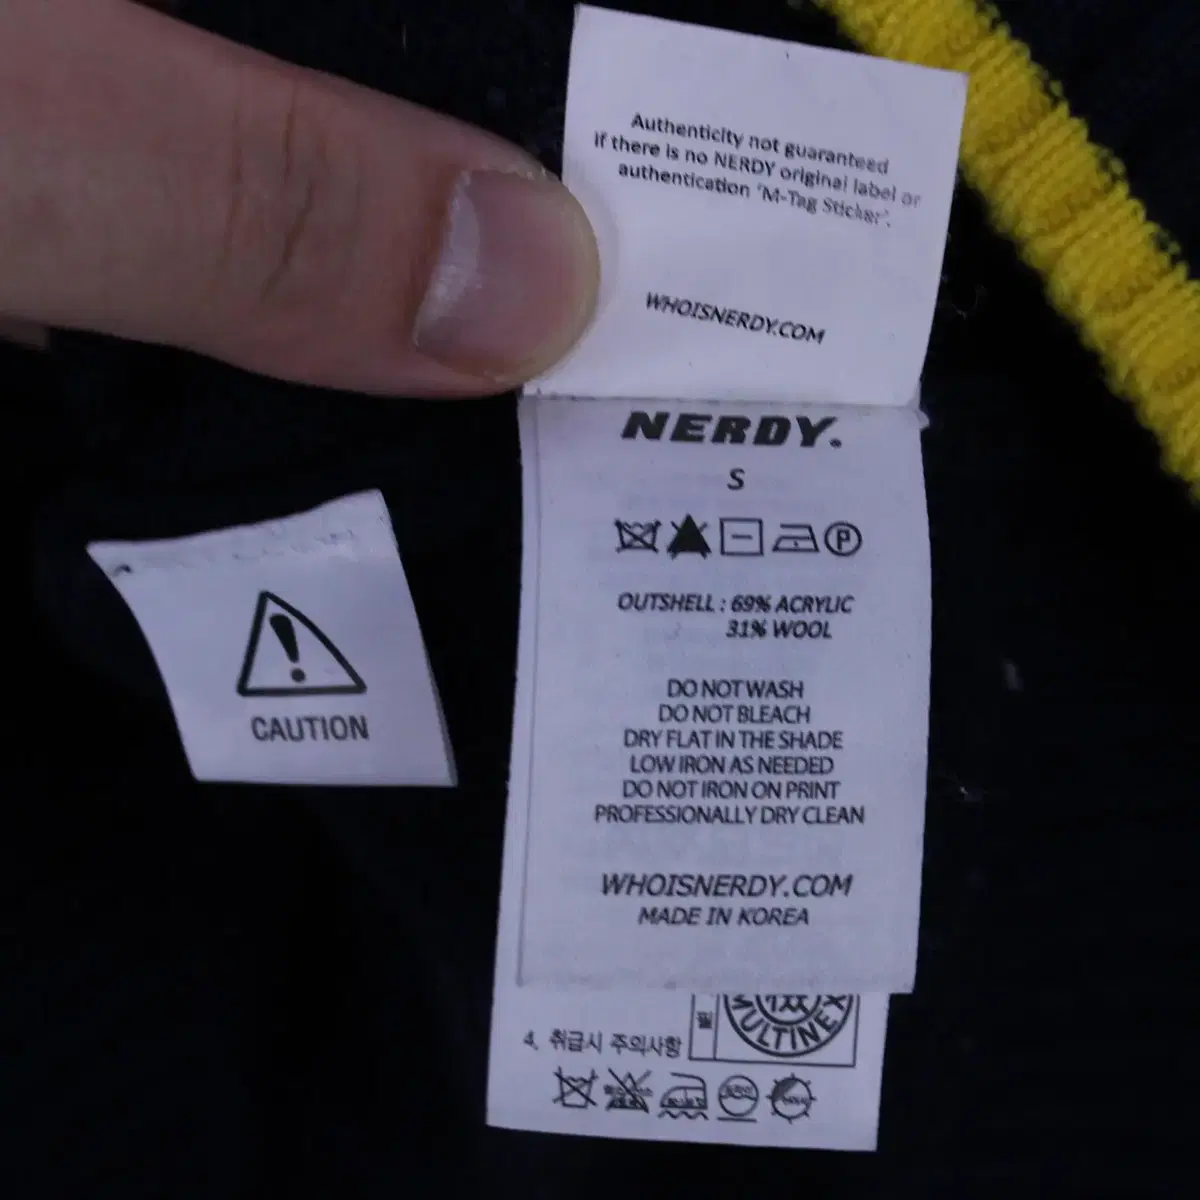 Authenticity not guaranteed
If there is no NERDY original label or
authentication 'M-Tag Sticker'.
WHOISNERDY.COM
NERDY.
S
P
OUTSHELL : 69% ACRYLIC
31% WOOL
DO NOT WASH
DO NOT BLEACH
DRY FLAT IN THE SHADE
LOW IRON AS NEEDED
DO NOT IRON ON PRINT
PROFESSIONALLY DRY CLEAN
WHOISNERDY.COM
MADE IN KOREA
CAUTION
MULTINEX
필
4. 취급시 주의사항